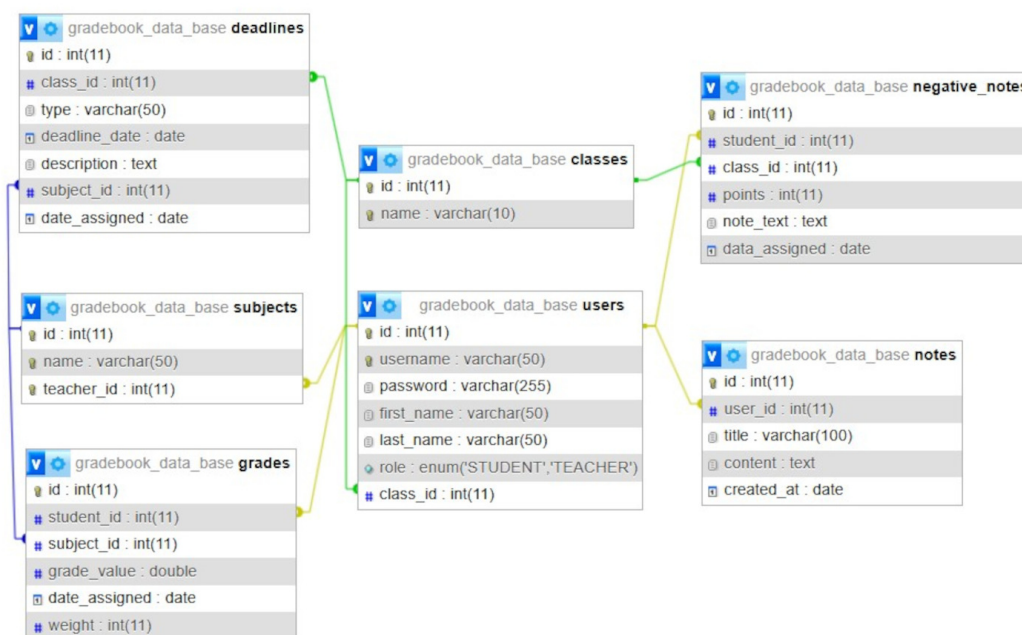 v gradebook_data_base deadlines
id : int(11)
# class_id : int(11)
type : varchar(50)
deadline_date : date
description : text
# subject_id : int(11)
date_assigned : date
v gradebook_data_base classes
id : int(11)
name : varchar(10)
v gradebook_data_base negative_notes
id : int(11)
# student_id : int(11)
# class_id : int(11)
# points : int(11)
note_text : text
data_assigned : date
v gradebook_data_base subjects
id : int(11)
name : varchar(50)
teacher_id : int(11)
v gradebook_data_base users
id : int(11)
username : varchar(50)
password : varchar(255)
first_name : varchar(50)
last_name : varchar(50)
role : enum('STUDENT','TEACHER')
# class_id : int(11)
v gradebook_data_base notes
id : int(11)
# user_id : int(11)
title : varchar(100)
content : text
created_at : date
v gradebook_data_base grades
id : int(11)
# student_id : int(11)
# subject_id : int(11)
# grade_value : double
date_assigned : date
# weight : int(11)